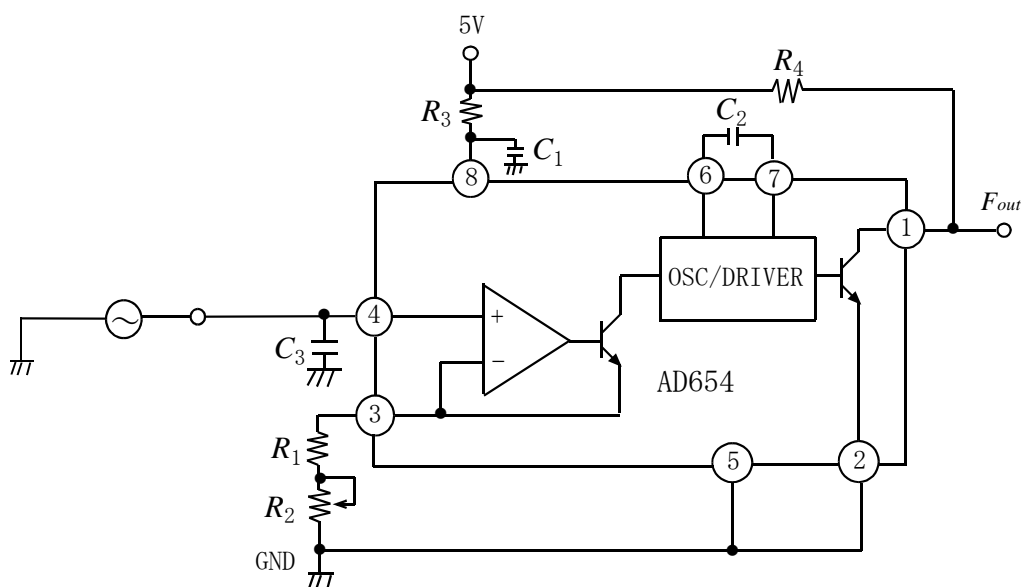 5V
R4
R3
C2
C1
8
6
7
1
Fout
OSC/DRIVER
4
+
C3
−
AD654
3
R1
5
2
R2
GND